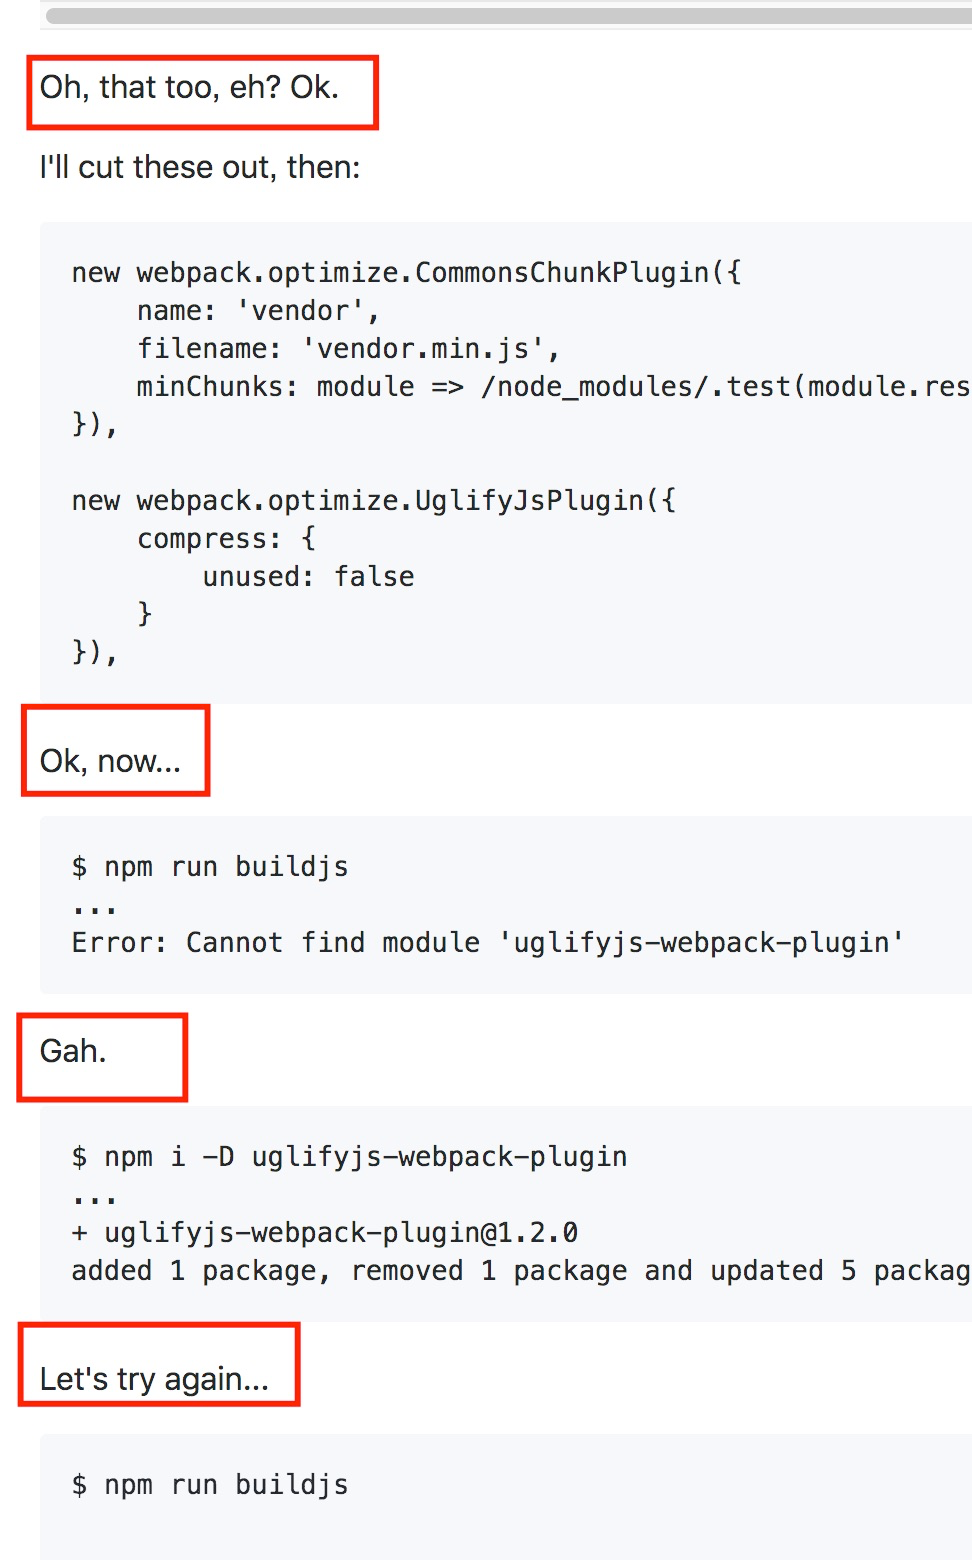 Oh, that too, eh? Ok.
I'll cut these out, then:
new webpack.optimize.CommonsChunkPlugin({
    name: 'vendor',
    filename: 'vendor.min.js',
    minChunks: module => /node_modules/.test(module.res
}),
new webpack.optimize.UglifyJsPlugin({
    compress: {
        unused: false
    }
}),
Ok, now...
$ npm run buildjs
...
Error: Cannot find module 'uglifyjs-webpack-plugin'
Gah.
$ npm i -D uglifyjs-webpack-plugin
...
+ uglifyjs-webpack-plugin@1.2.0
added 1 package, removed 1 package and updated 5 packag
Let's try again...
$ npm run buildjs